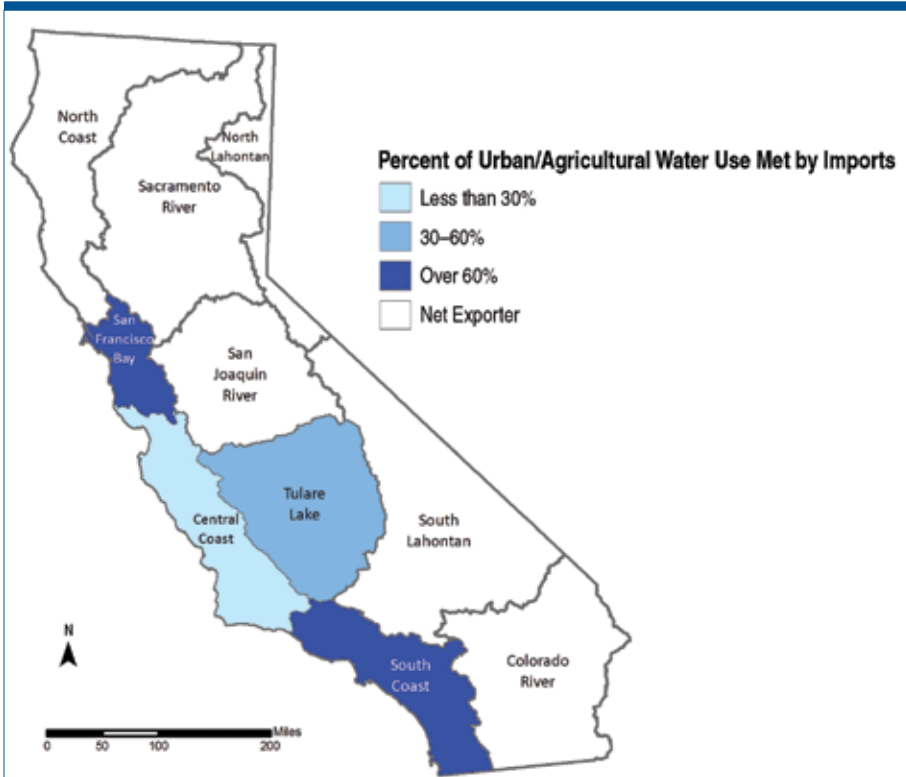 North
Coast
North
Lahontan
Sacramento
River
Percent of Urban/Agricultural Water Use Met by Imports
Less than 30%
30–60%
Over 60%
Net Exporter
San
Francisco
Bay
San
Joaquin
River
Tulare
Lake
Central
Coast
South
Lahontan
South
Coast
Colorado
River
N
Miles
0 50 100 200